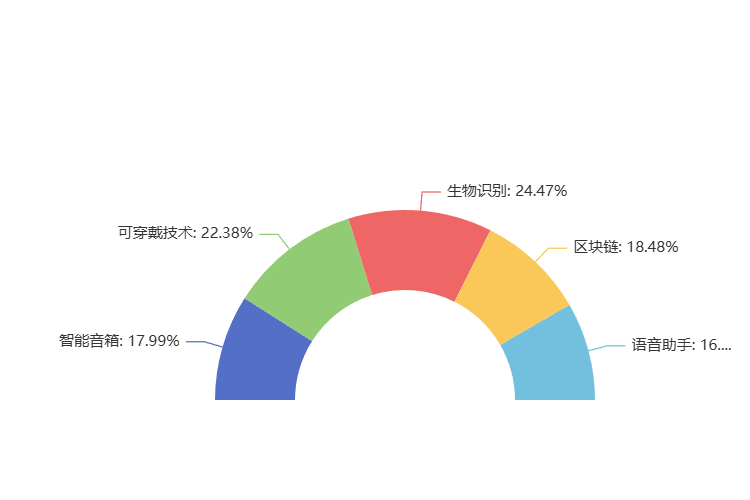 生物识别: 24.47%
可穿戴技术: 22.38%
区块链: 18.48%
智能音箱: 17.99%
语音助手: 16....